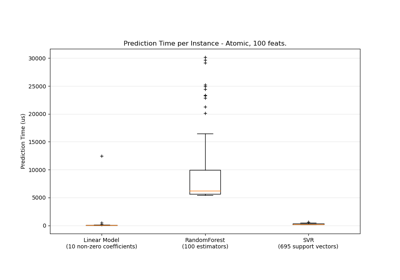 Prediction Time per Instance - Atomic, 100 feats.
30000
25000
20000
15000
10000
5000
0
Prediction Time (us)
Linear Model
(10 non-zero coefficients)
RandomForest
(100 estimators)
SVR
(695 support vectors)